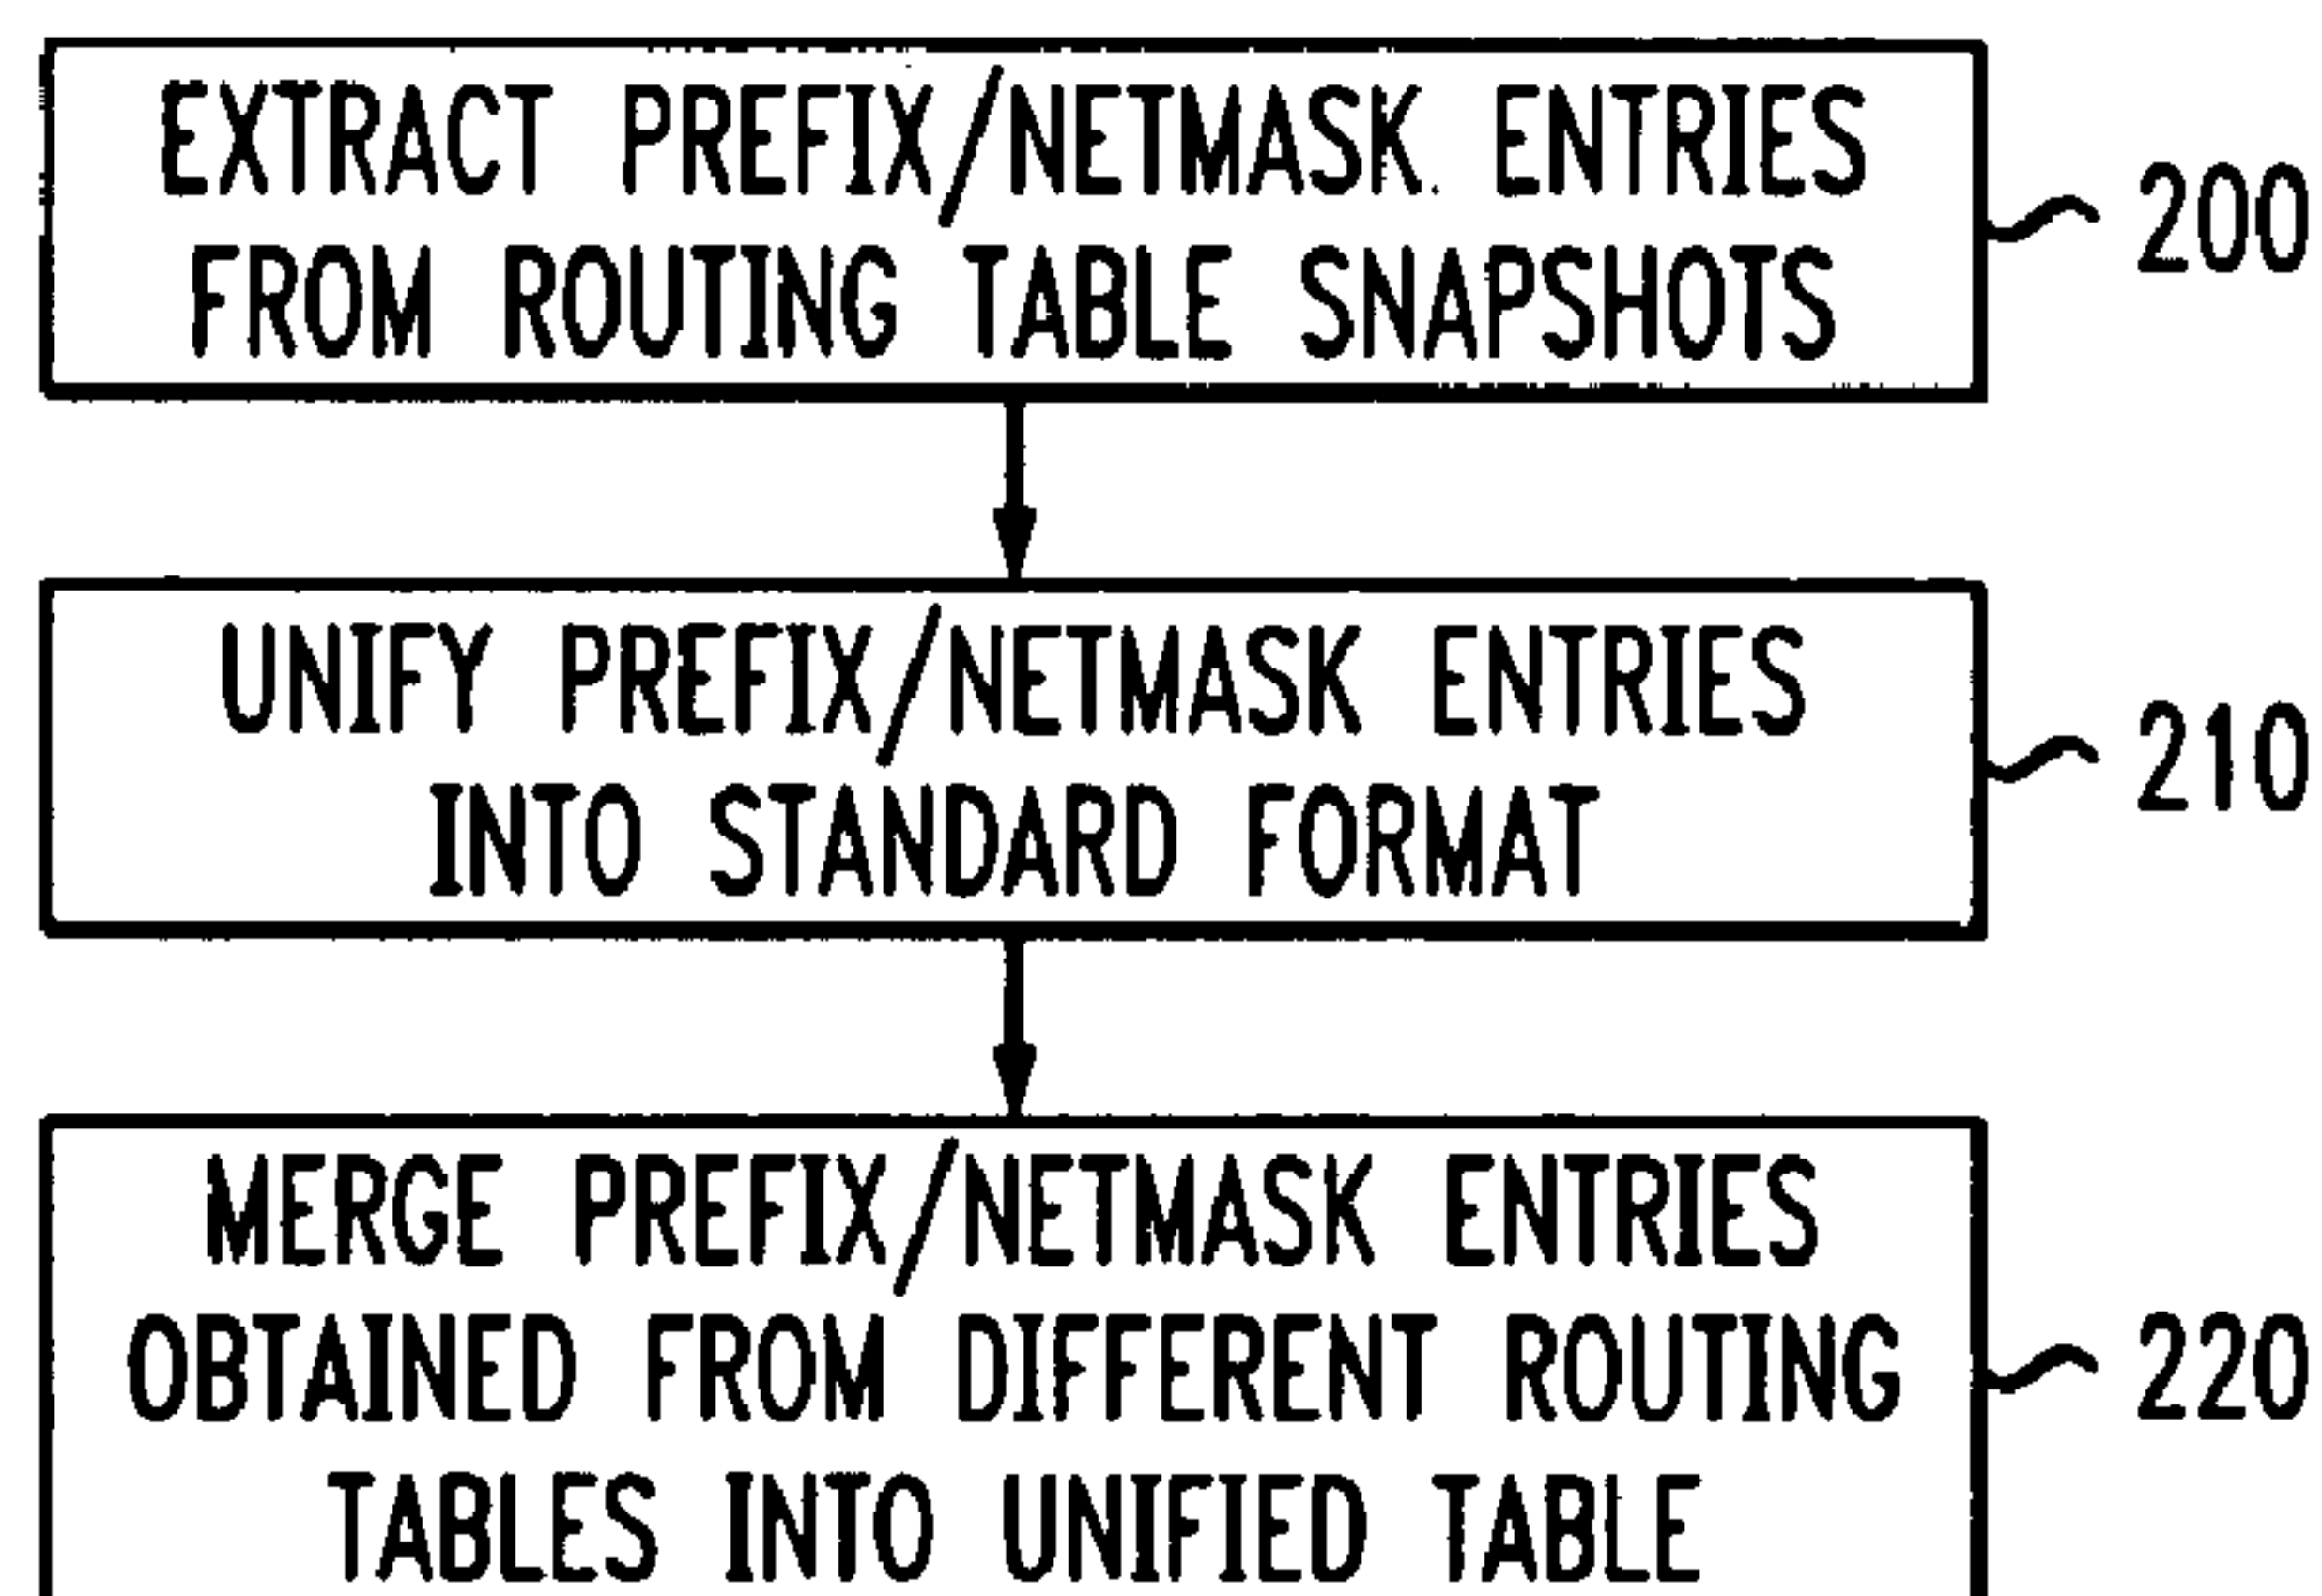 EXTRACT PREFIX/NETMASK ENTRIES
FROM ROUTING TABLE SNAPSHOTS
200
UNIFY PREFIX/NETMASK ENTRIES
INTO STANDARD FORMAT
210
MERGE PREFIX/NETMASK ENTRIES
OBTAINED FROM DIFFERENT ROUTING
TABLES INTO UNIFIED TABLE
220